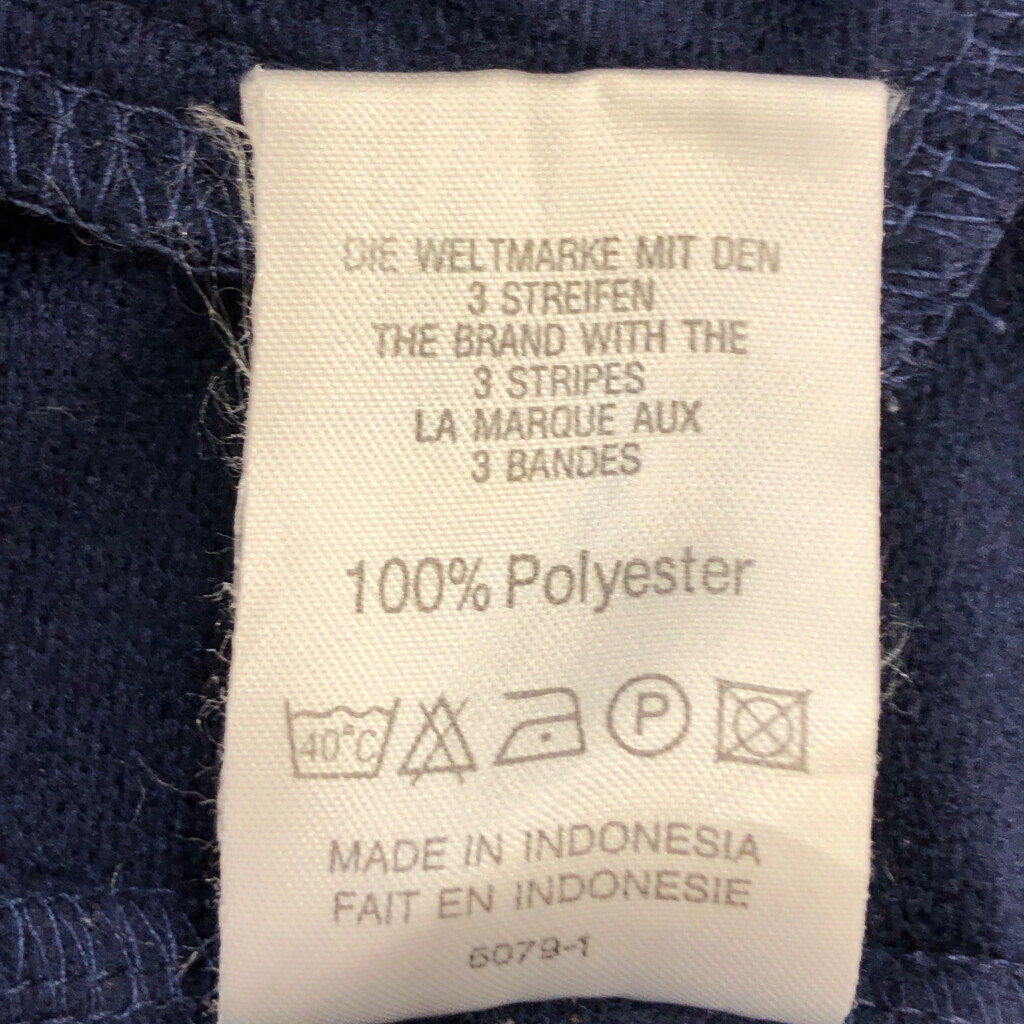 DIE WELTMARKE MIT DEN
3 STREIFEN
THE BRAND WITH THE
3 STRIPES
LA MARQUE AUX
3 BANDES
100% Polyester
40°C P
MADE IN INDONESIA
FAIT EN INDONESIE
6079-1